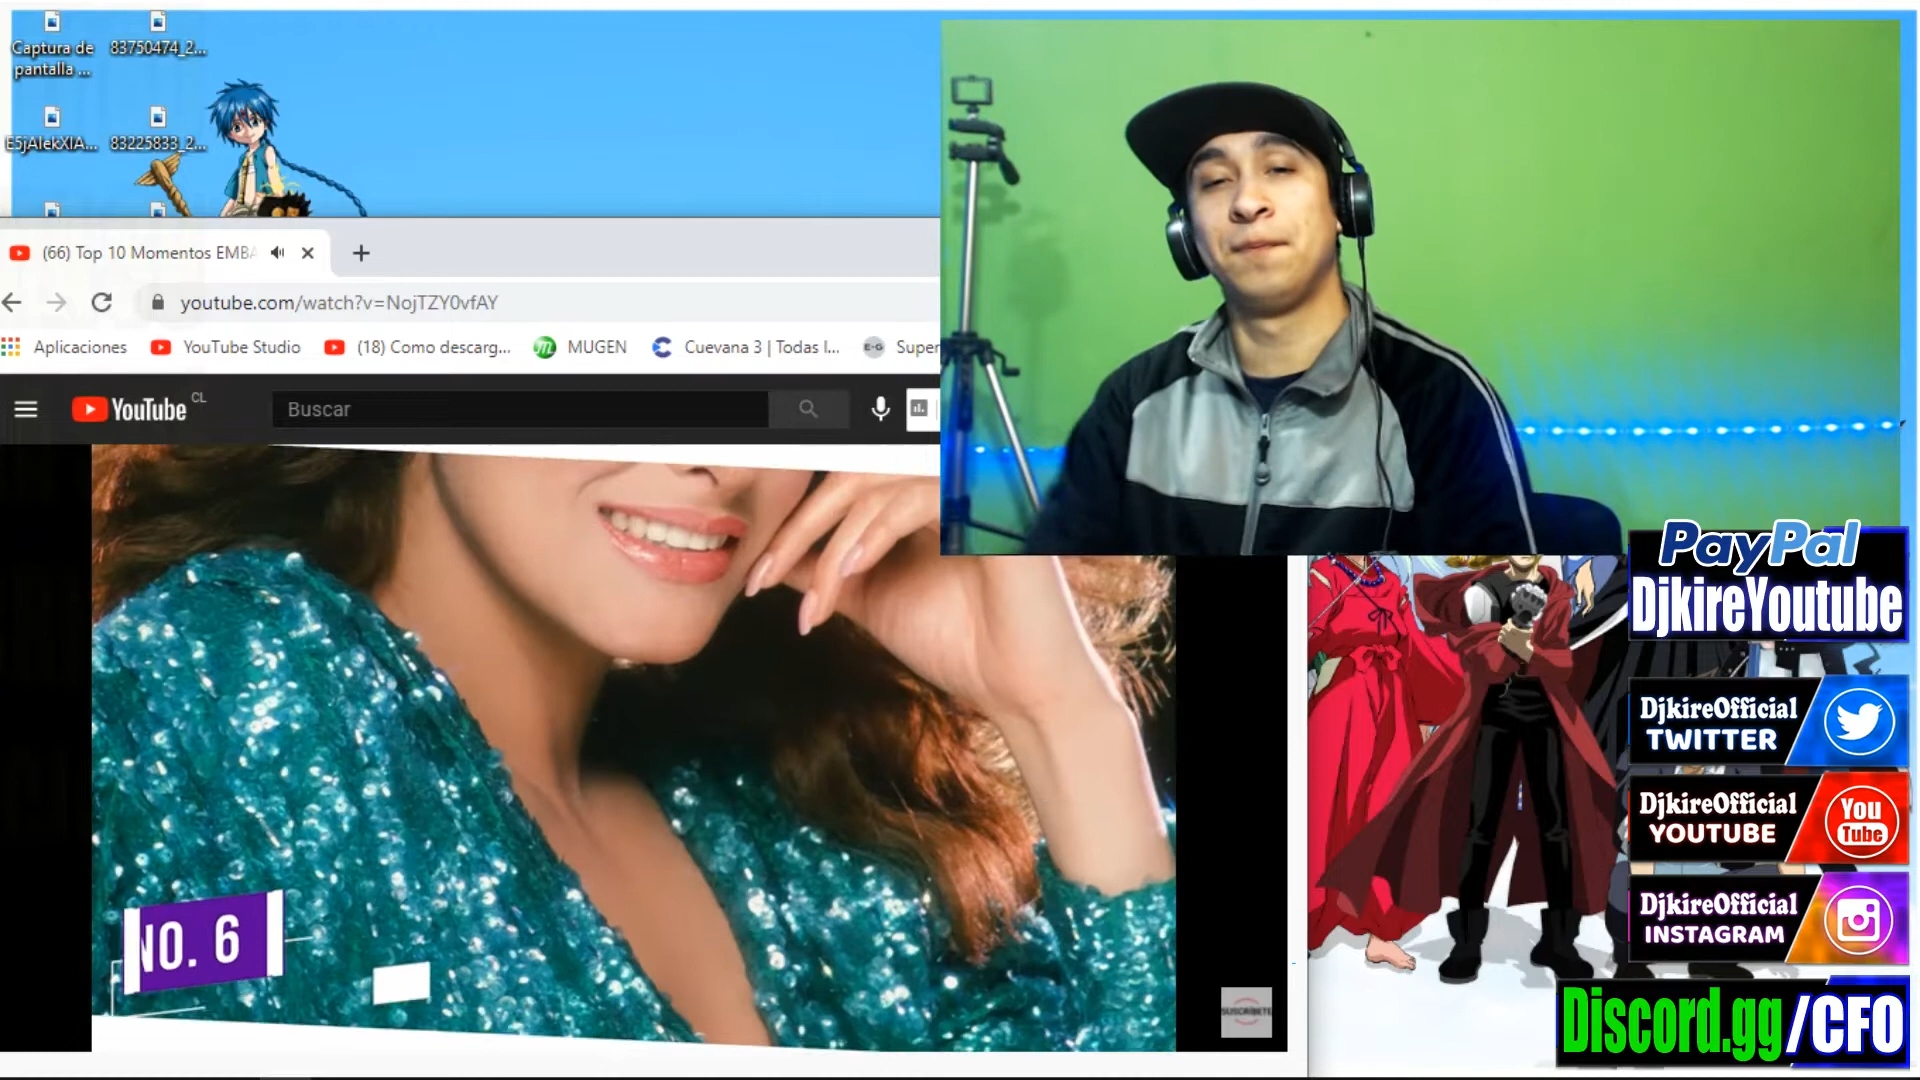 Captura de
pantalla ...
83750474_2...
E5jAlekXIA...
83225833_2...
(66) Top 10 Momentos EMBA
youtube.com/watch?v=NojTZY0vfAY
Aplicaciones
YouTube Studio
(18) Como descarg...
MUGEN
Cuevana 3 | Todas l...
E-G
Super
YouTube CL
Buscar
NO. 6
SUSCRÍBETE
PayPal
DjkireYoutube
DjkireOfficial
TWITTER
DjkireOfficial
YOUTUBE
You
Tube
DjkireOfficial
INSTAGRAM
Discord.gg/CFO